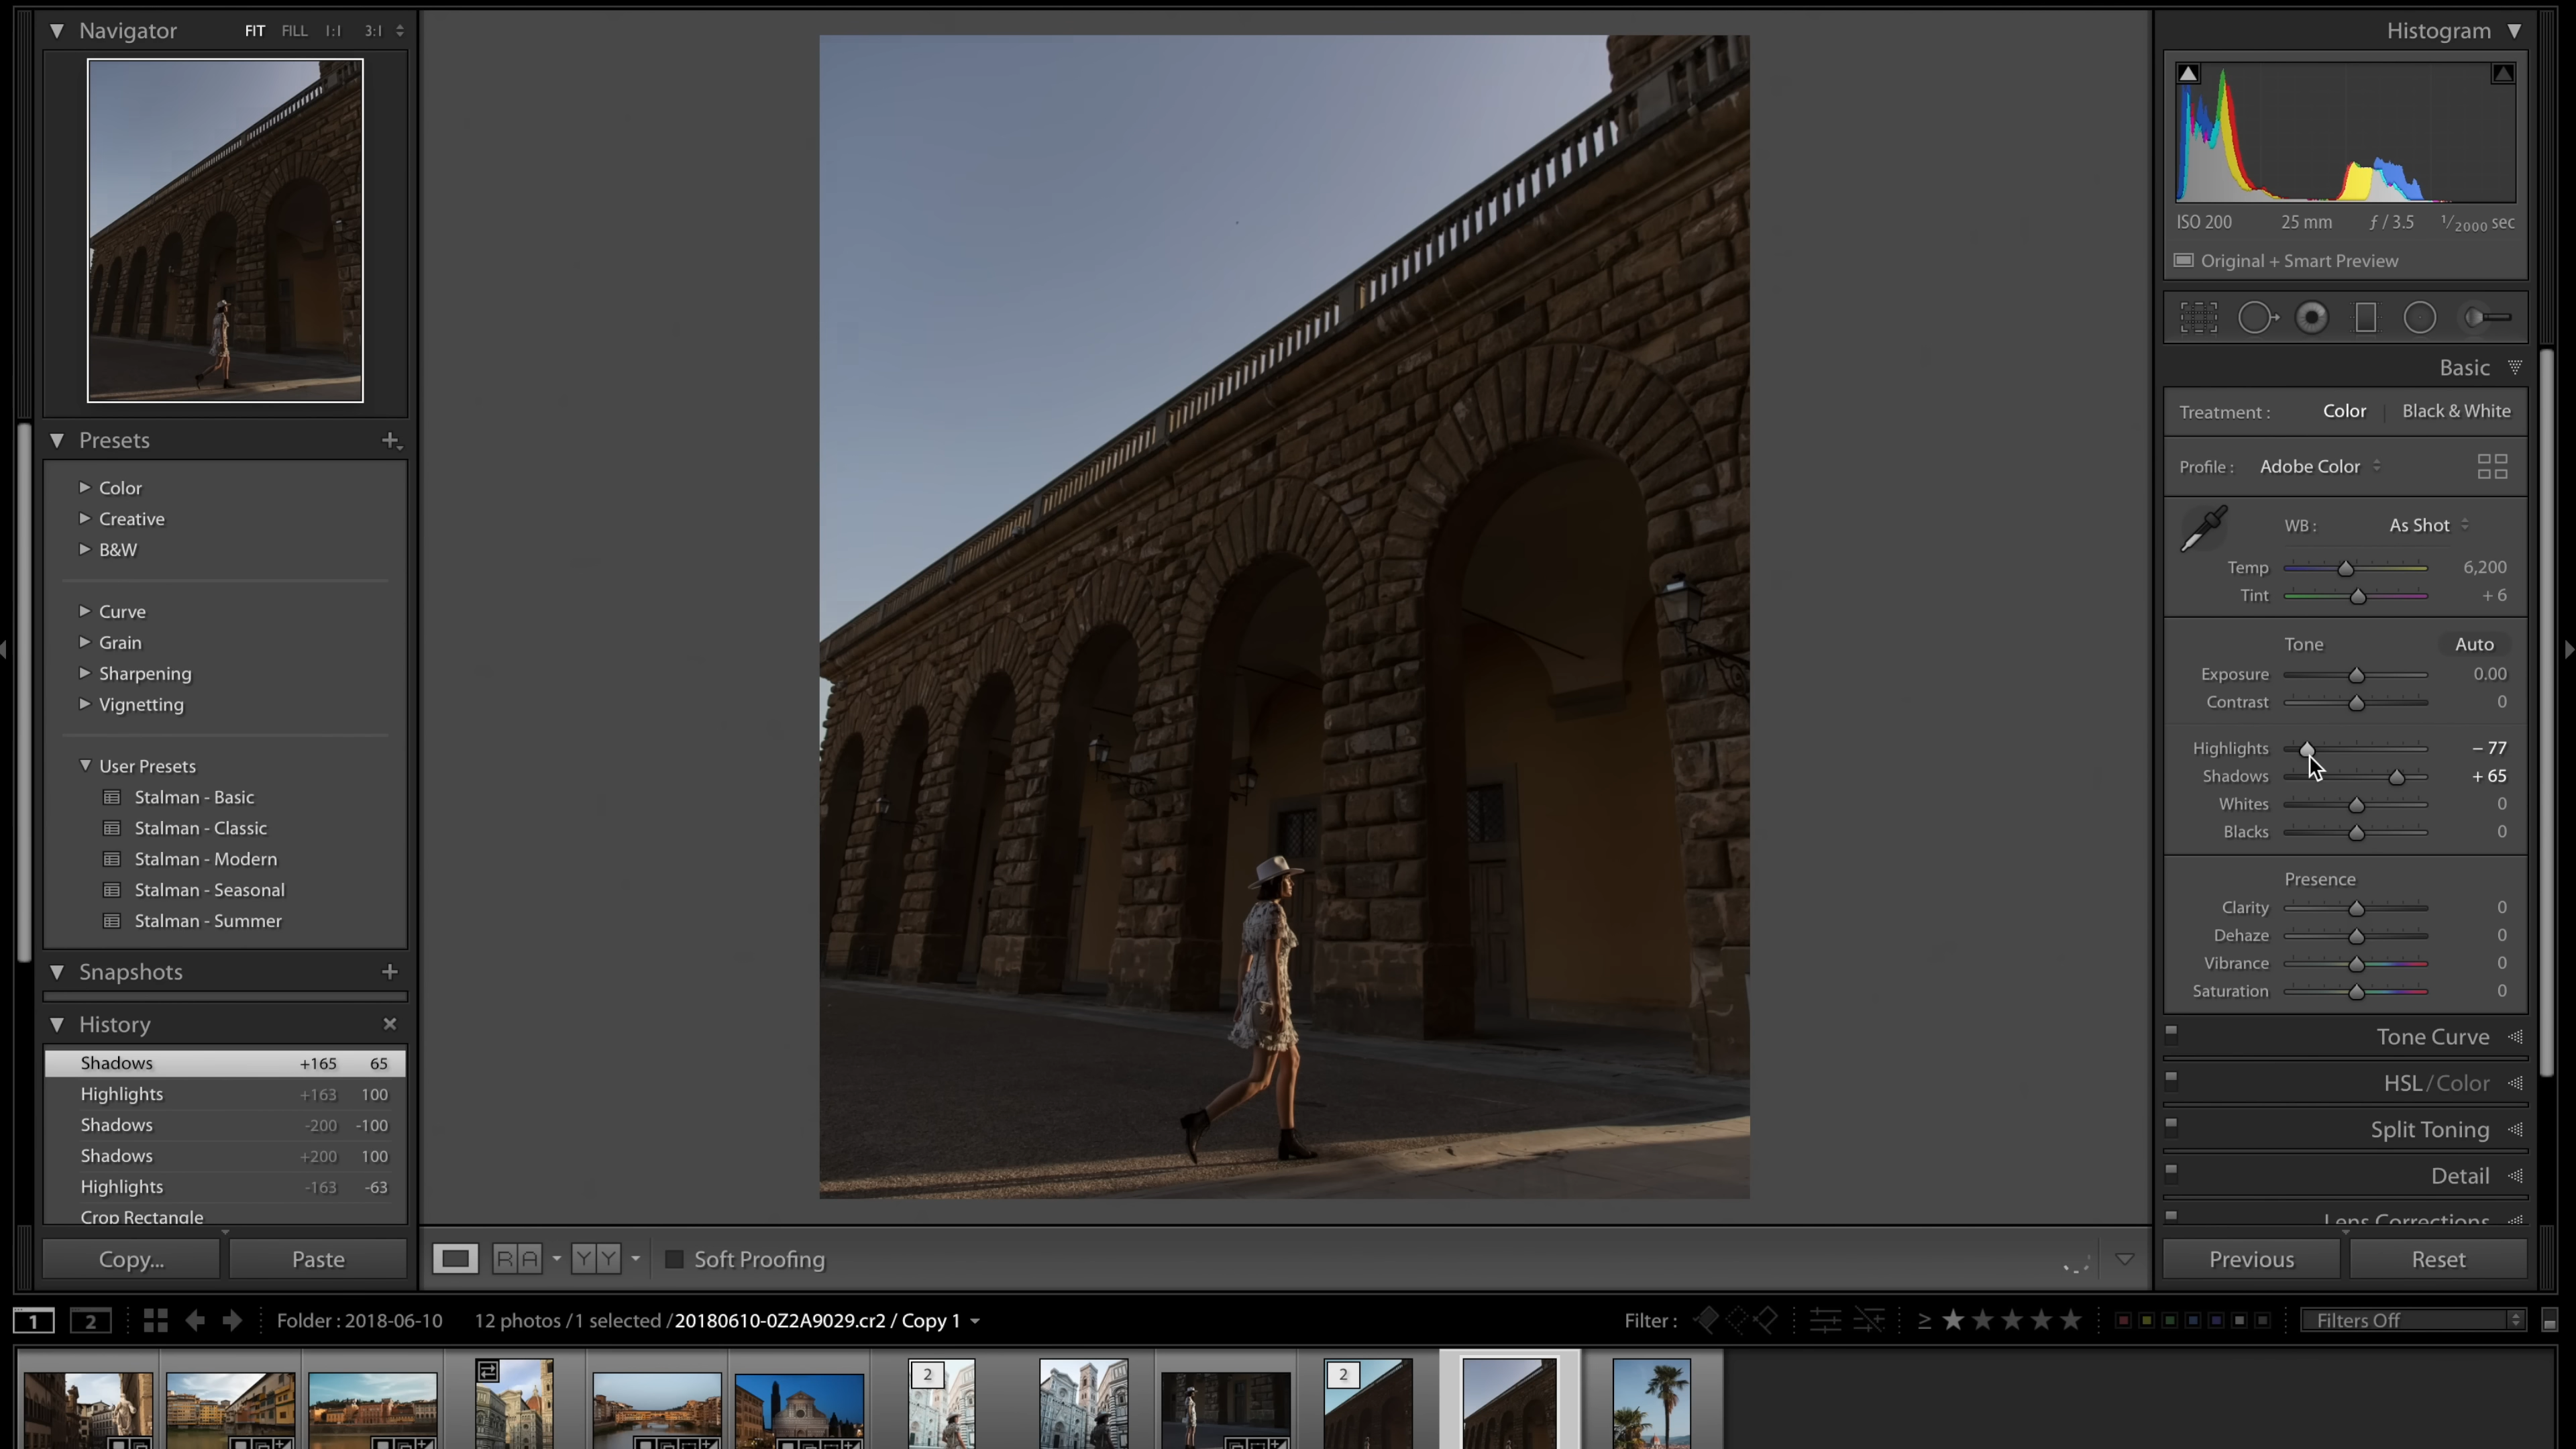 Navigator FIT FILL 1:1 3:1
Presets
Color
Creative
B&W
Curve
Grain
Sharpening
Vignetting
User Presets
Stalman - Basic
Stalman - Classic
Stalman - Modern
Stalman - Seasonal
Stalman - Summer
Snapshots
History
Shadows +165 65
Highlights +163 100
Shadows -200 -100
Shadows +200 100
Highlights -163 -63
Crop Rectangle
Copy... Paste
R A Y Y Soft Proofing
Histogram
ISO 200 25 mm ƒ / 3.5 1/2000 sec
Original + Smart Preview
Basic
Treatment : Color Black & White
Profile : Adobe Color
WB : As Shot
Temp 6,200
Tint + 6
Tone Auto
Exposure 0.00
Contrast 0
Highlights – 77
Shadows + 65
Whites 0
Blacks 0
Presence
Clarity 0
Dehaze 0
Vibrance 0
Saturation 0
Tone Curve
HSL / Color
Split Toning
Detail
Lens Corrections
Previous Reset
1 2 Folder : 2018-06-10 12 photos / 1 selected / 20180610-0Z2A9029.cr2 / Copy 1 Filter : ≥ Filters Off
2 2